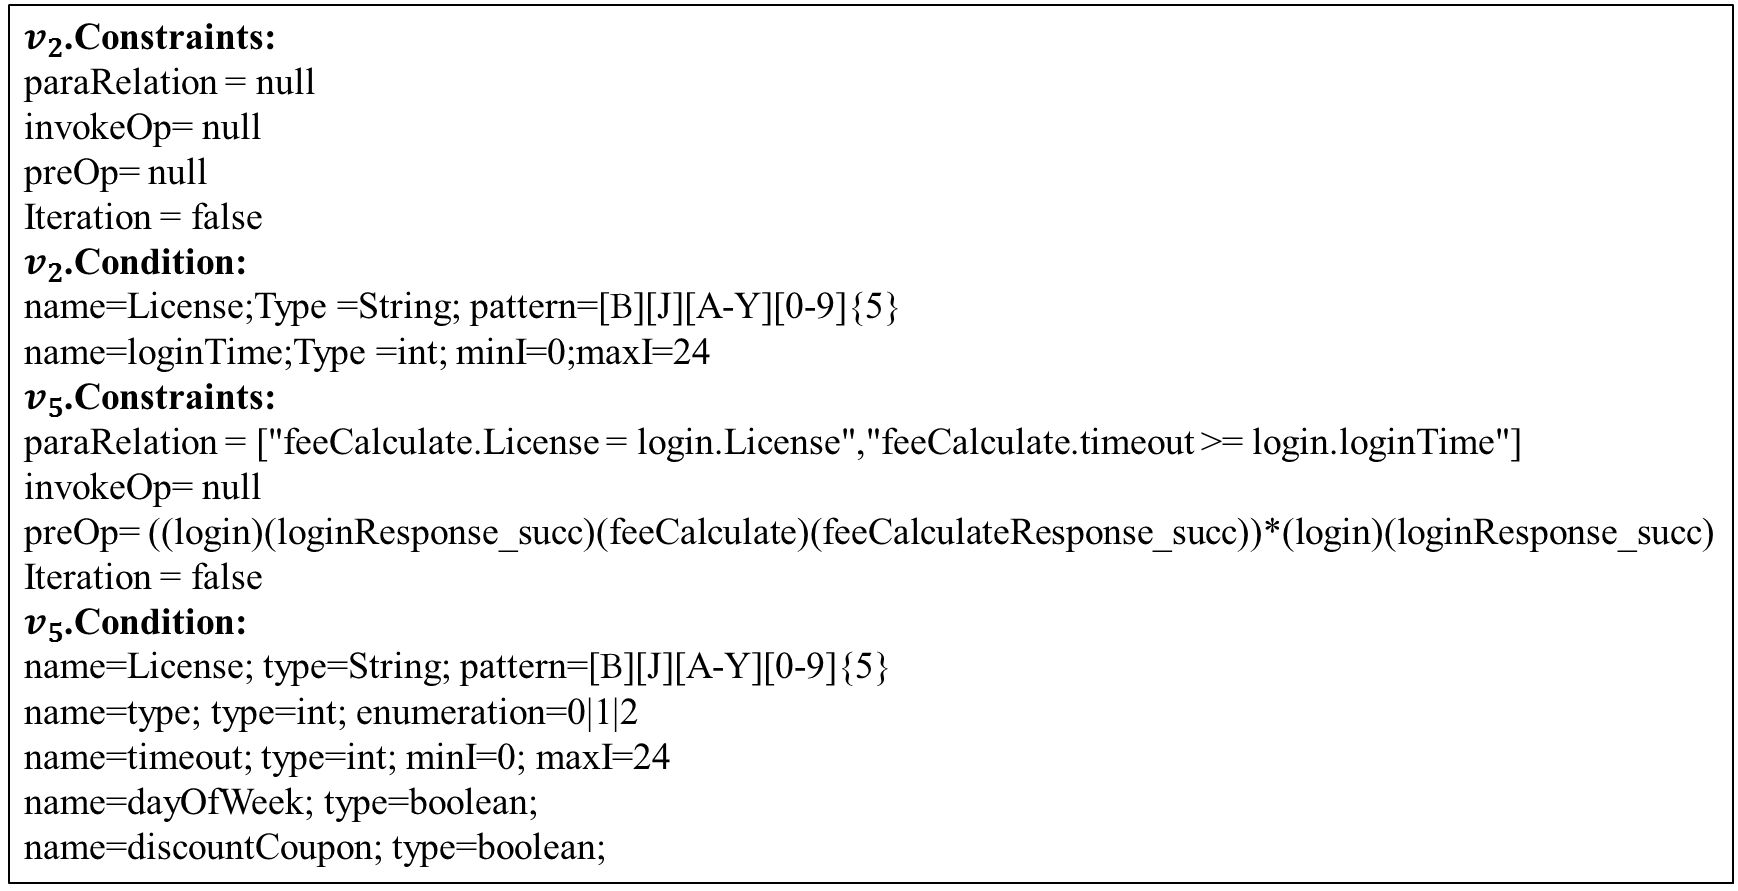 v₂.Constraints:
paraRelation = null
invokeOp= null
preOp= null
Iteration = false
v₂.Condition:
name=License;Type =String; pattern=[B][J][A-Y][0-9]{5}
name=loginTime;Type =int; minI=0;maxI=24
v₅.Constraints:
paraRelation = ["feeCalculate.License = login.License","feeCalculate.timeout >= login.loginTime"]
invokeOp= null
preOp= ((login)(loginResponse_succ)(feeCalculate)(feeCalculateResponse_succ))*(login)(loginResponse_succ)
Iteration = false
v₅.Condition:
name=License; type=String; pattern=[B][J][A-Y][0-9]{5}
name=type; type=int; enumeration=0|1|2
name=timeout; type=int; minI=0; maxI=24
name=dayOfWeek; type=boolean;
name=discountCoupon; type=boolean;